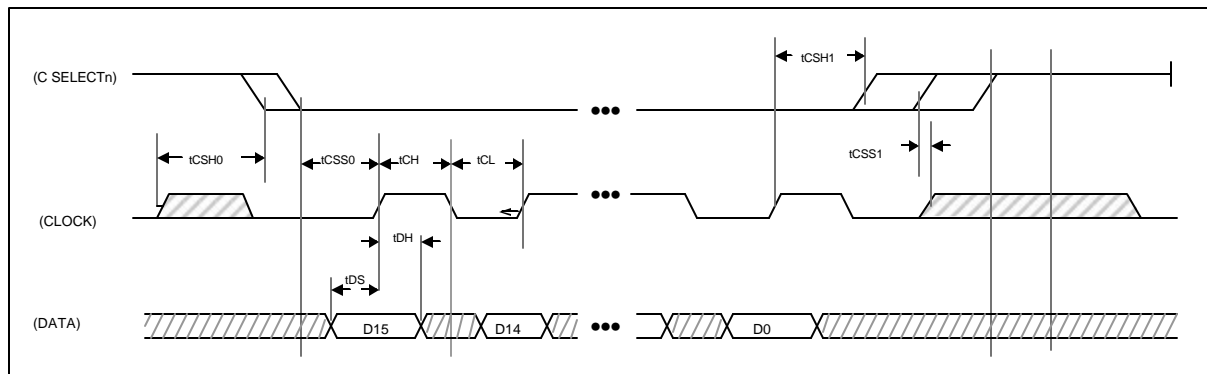 tCSH1
(C SELECTn)
●●● ●●●
tCSS1
tCSH0 tCSS0 tCH tCL
●●●
(CLOCK)
tDH
tDS
(DATA) D15 D14 ●●● D0